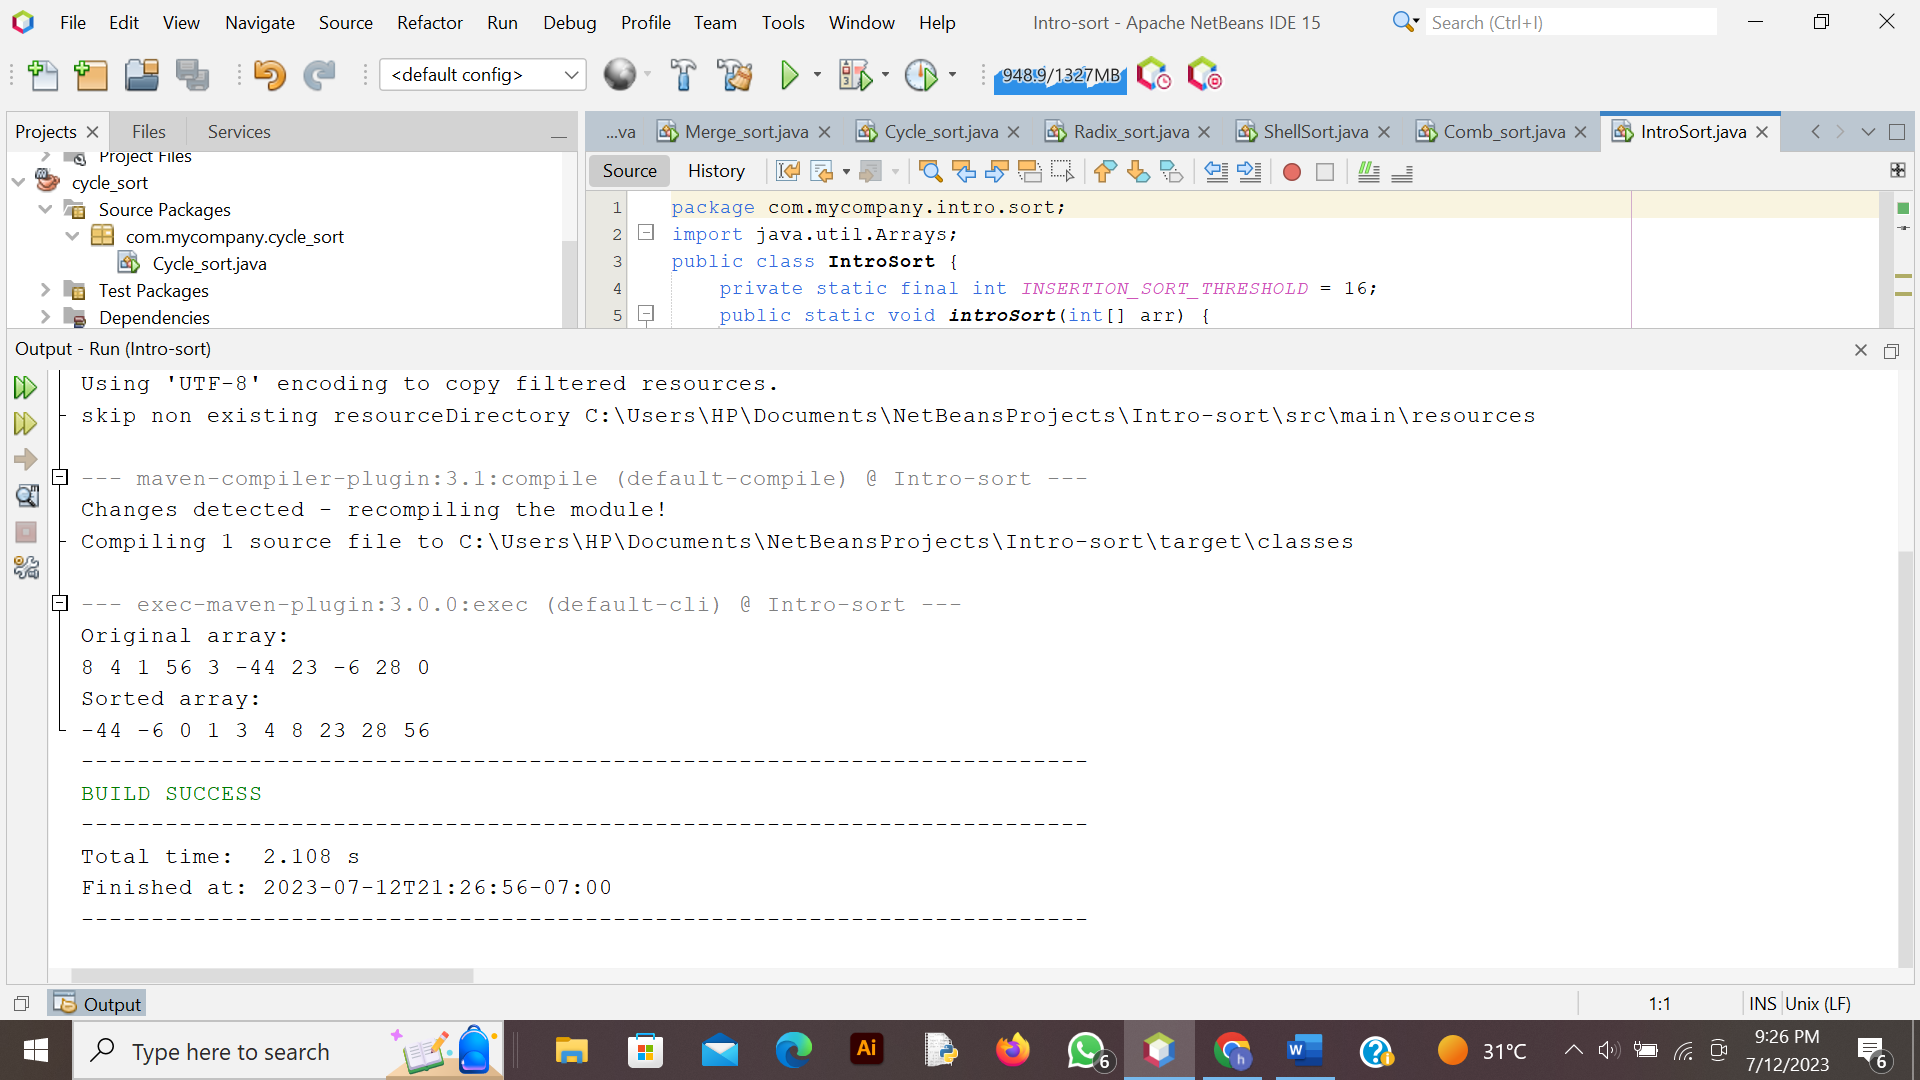 File Edit View Navigate Source Refactor Run Debug Profile Team Tools Window Help Intro-sort - Apache NetBeans IDE 15 Search (Ctrl+I)
<default config> 948.9/1327MB
Projects Files Services ...va Merge_sort.java Cycle_sort.java Radix_sort.java ShellSort.java Comb_sort.java IntroSort.java
Project Files
cycle_sort
Source Packages
com.mycompany.cycle_sort
Cycle_sort.java
Test Packages
Dependencies
Source History
1 package com.mycompany.intro.sort;
2 import java.util.Arrays;
3 public class IntroSort {
4 private static final int INSERTION_SORT_THRESHOLD = 16;
5 public static void introSort(int[] arr) {
Output - Run (Intro-sort)
Using 'UTF-8' encoding to copy filtered resources.
skip non existing resourceDirectory C:\Users\HP\Documents\NetBeansProjects\Intro-sort\src\main\resources
--- maven-compiler-plugin:3.1:compile (default-compile) @ Intro-sort ---
Changes detected - recompiling the module!
Compiling 1 source file to C:\Users\HP\Documents\NetBeansProjects\Intro-sort\target\classes
--- exec-maven-plugin:3.0.0:exec (default-cli) @ Intro-sort ---
Original array:
8 4 1 56 3 -44 23 -6 28 0
Sorted array:
-44 -6 0 1 3 4 8 23 28 56
------------------------------------------------------------------------
BUILD SUCCESS
------------------------------------------------------------------------
Total time:  2.108 s
Finished at: 2023-07-12T21:26:56-07:00
------------------------------------------------------------------------
Output 1:1 INS Unix (LF)
Type here to search Ai 6 h W 31°C 9:26 PM
7/12/2023 6